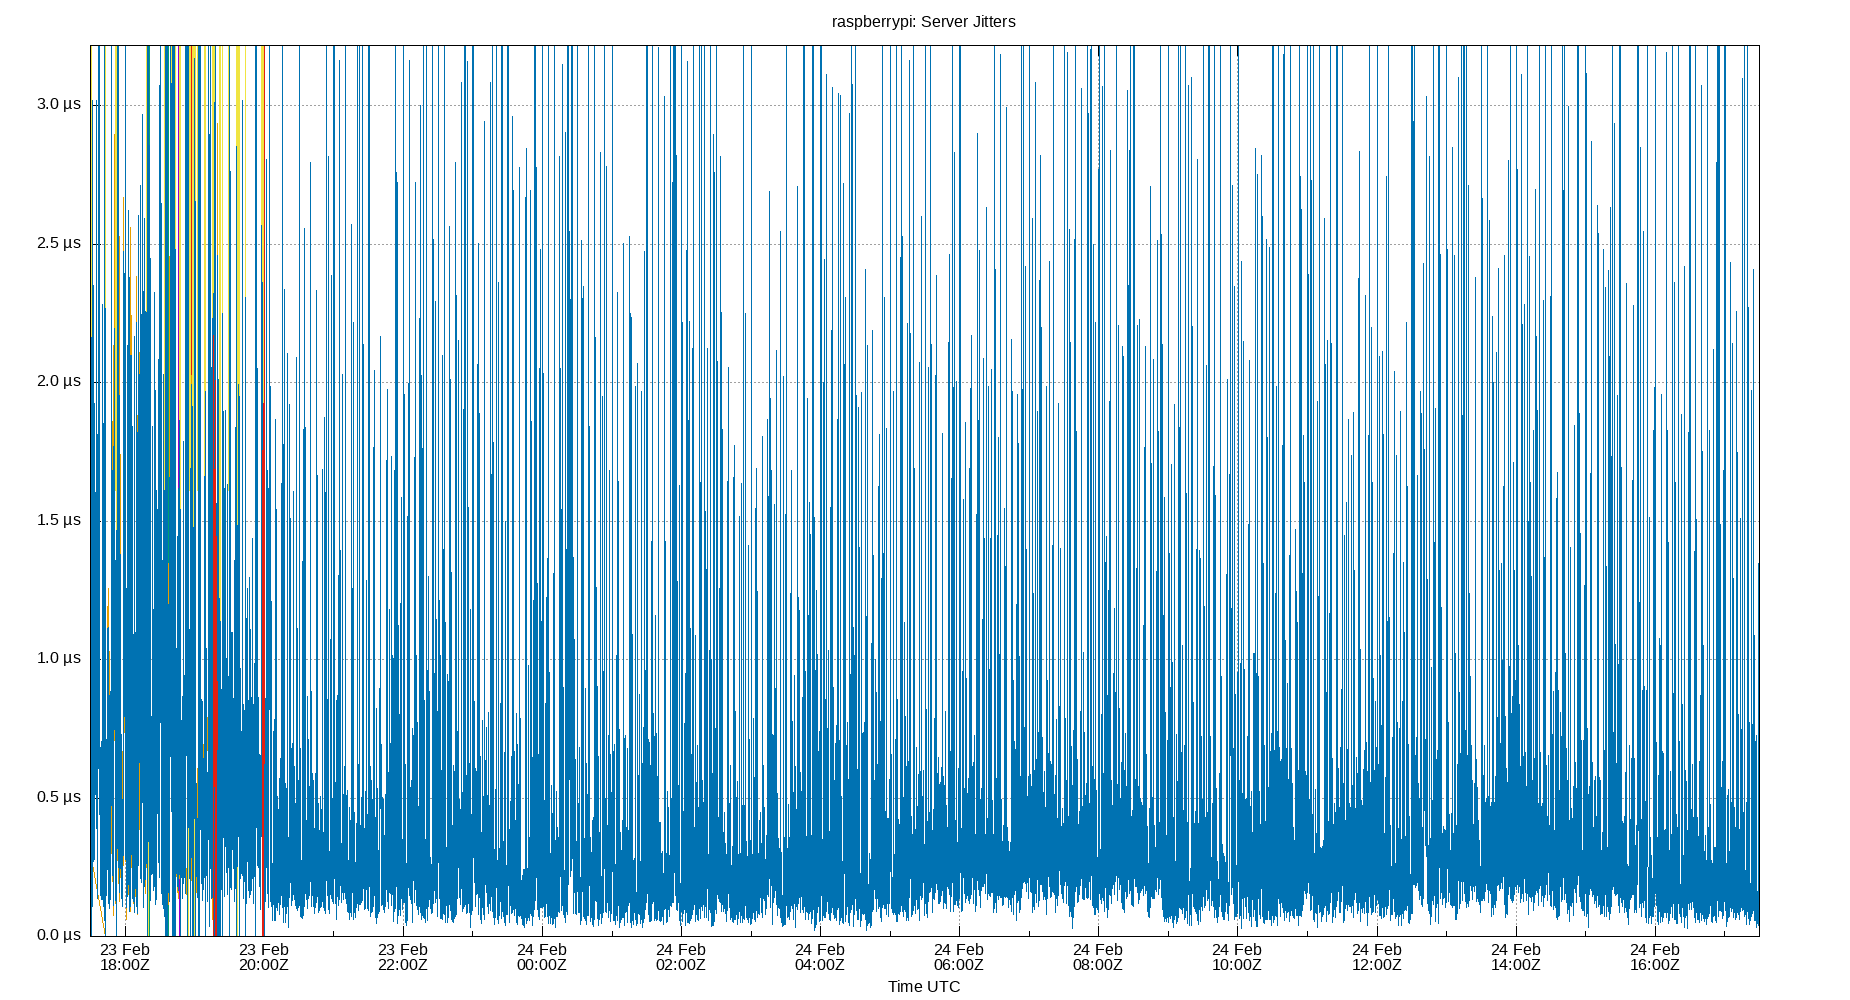 raspberrypi: Server Jitters
3.0 µs
2.5 µs
2.0 µs
1.5 µs
1.0 µs
0.5 µs
0.0 µs
23 Feb 23 Feb 23 Feb 24 Feb 24 Feb 24 Feb 24 Feb 24 Feb 24 Feb 24 Feb 24 Feb 24 Feb
18:00Z 20:00Z 22:00Z 00:00Z 02:00Z 04:00Z 06:00Z 08:00Z 10:00Z 12:00Z 14:00Z 16:00Z
Time UTC